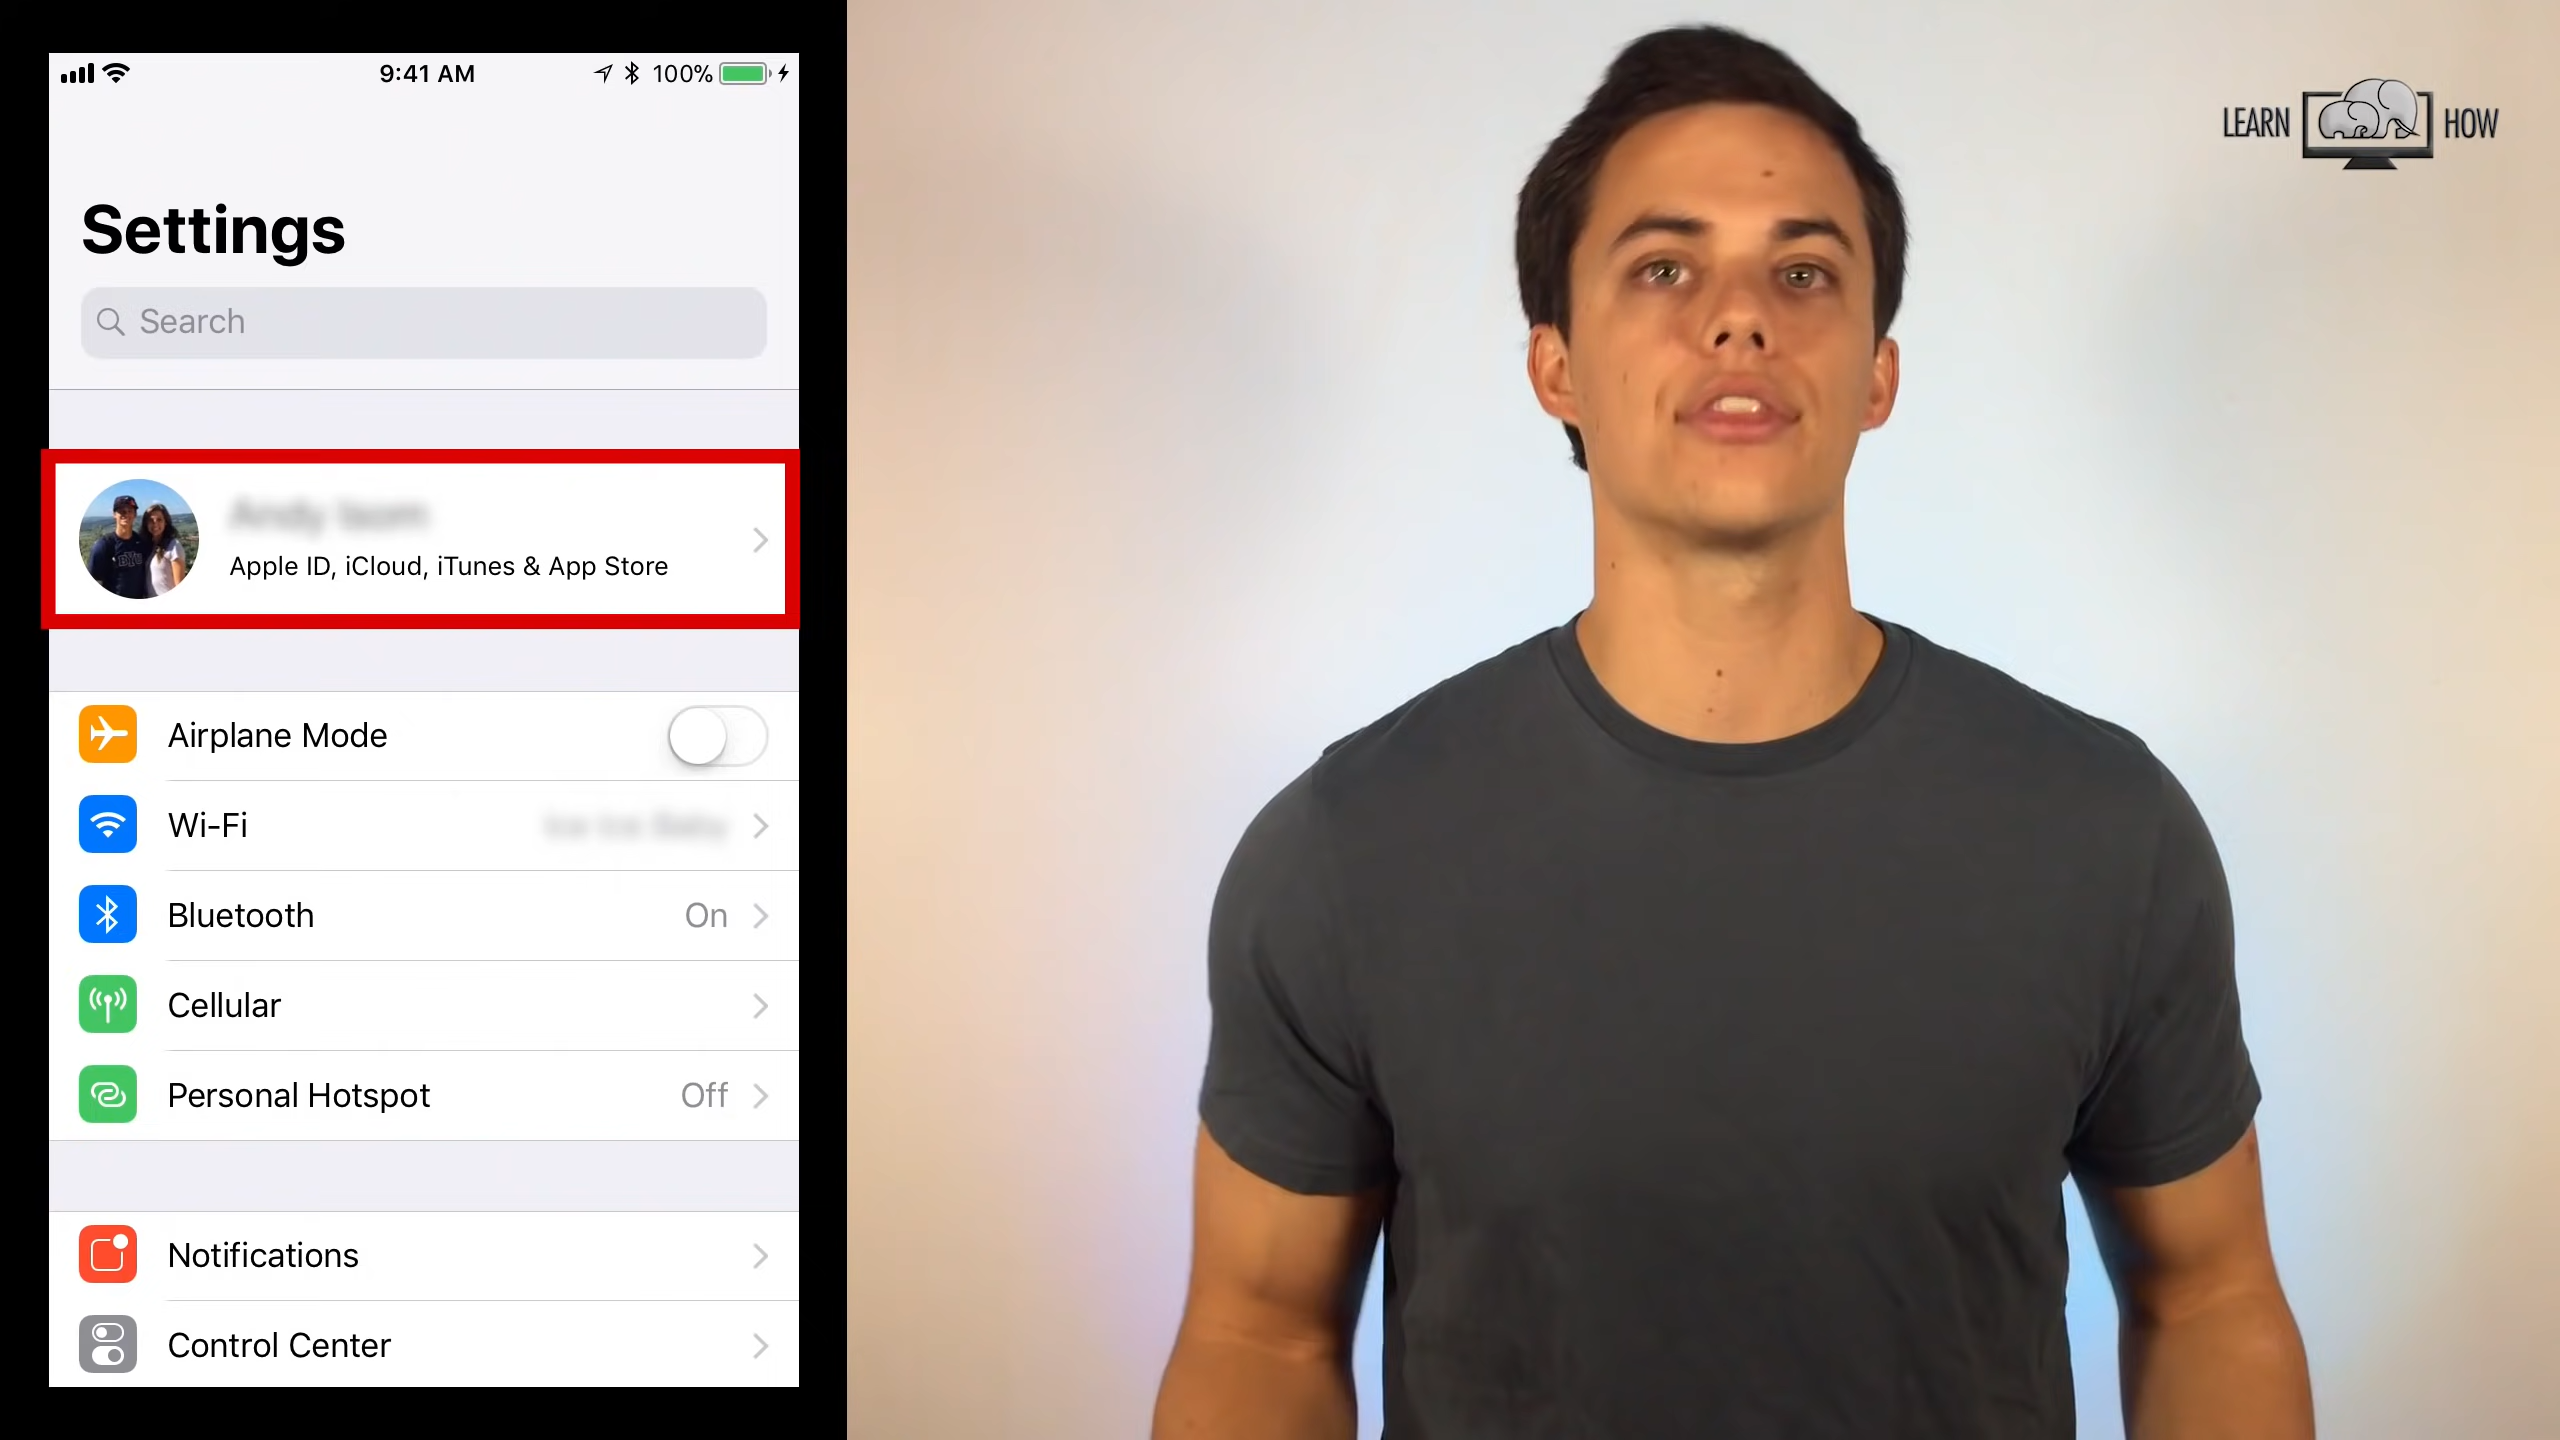 9:41 AM
100%
LEARN HOW
Settings
Search
Apple ID, iCloud, iTunes & App Store
Airplane Mode
Wi-Fi
Bluetooth On
Cellular
Personal Hotspot Off
Notifications
Control Center